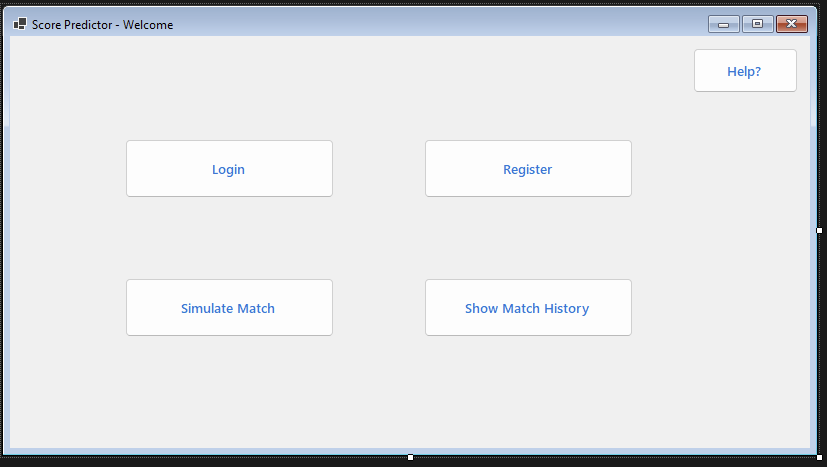 Score Predictor - Welcome
Help?
Login
Register
Simulate Match
Show Match History